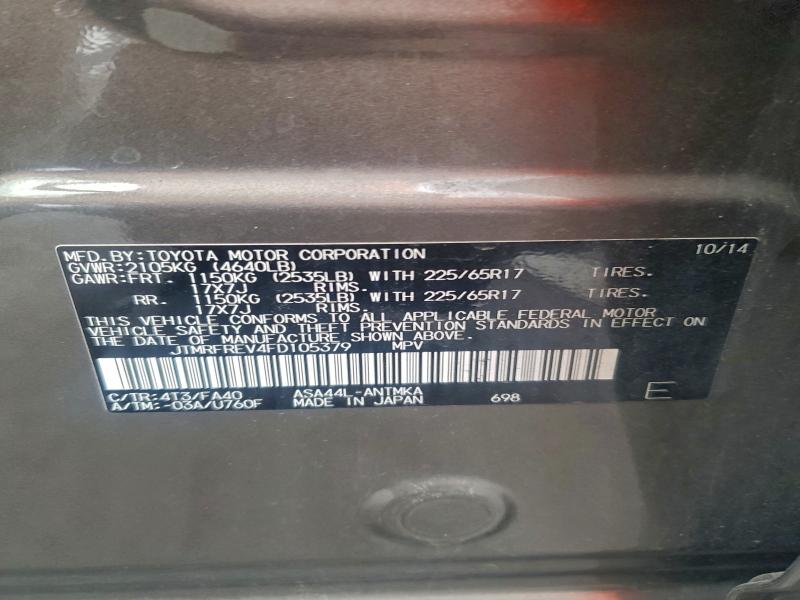 MFD.BY:TOYOTA MOTOR CORPORATION 10/14
GVWR:2105KG (4640LB)
GAWR:FRT. 1150KG (2535LB) WITH 225/65R17 TIRES.
17X7J RIMS.
RR. 1150KG (2535LB) WITH 225/65R17 TIRES.
17X7J RIMS.
THIS VEHICLE CONFORMS TO ALL APPLICABLE FEDERAL MOTOR
VEHICLE SAFETY AND THEFT PREVENTION STANDARDS IN EFFECT ON
THE DATE OF MANUFACTURE SHOWN ABOVE.
JTMRFREV4FD105379 MPV
C/TR:4T3/FA40 ASA44L-ANTMKA
A/TM:-03A/U760F MADE IN JAPAN 698 E